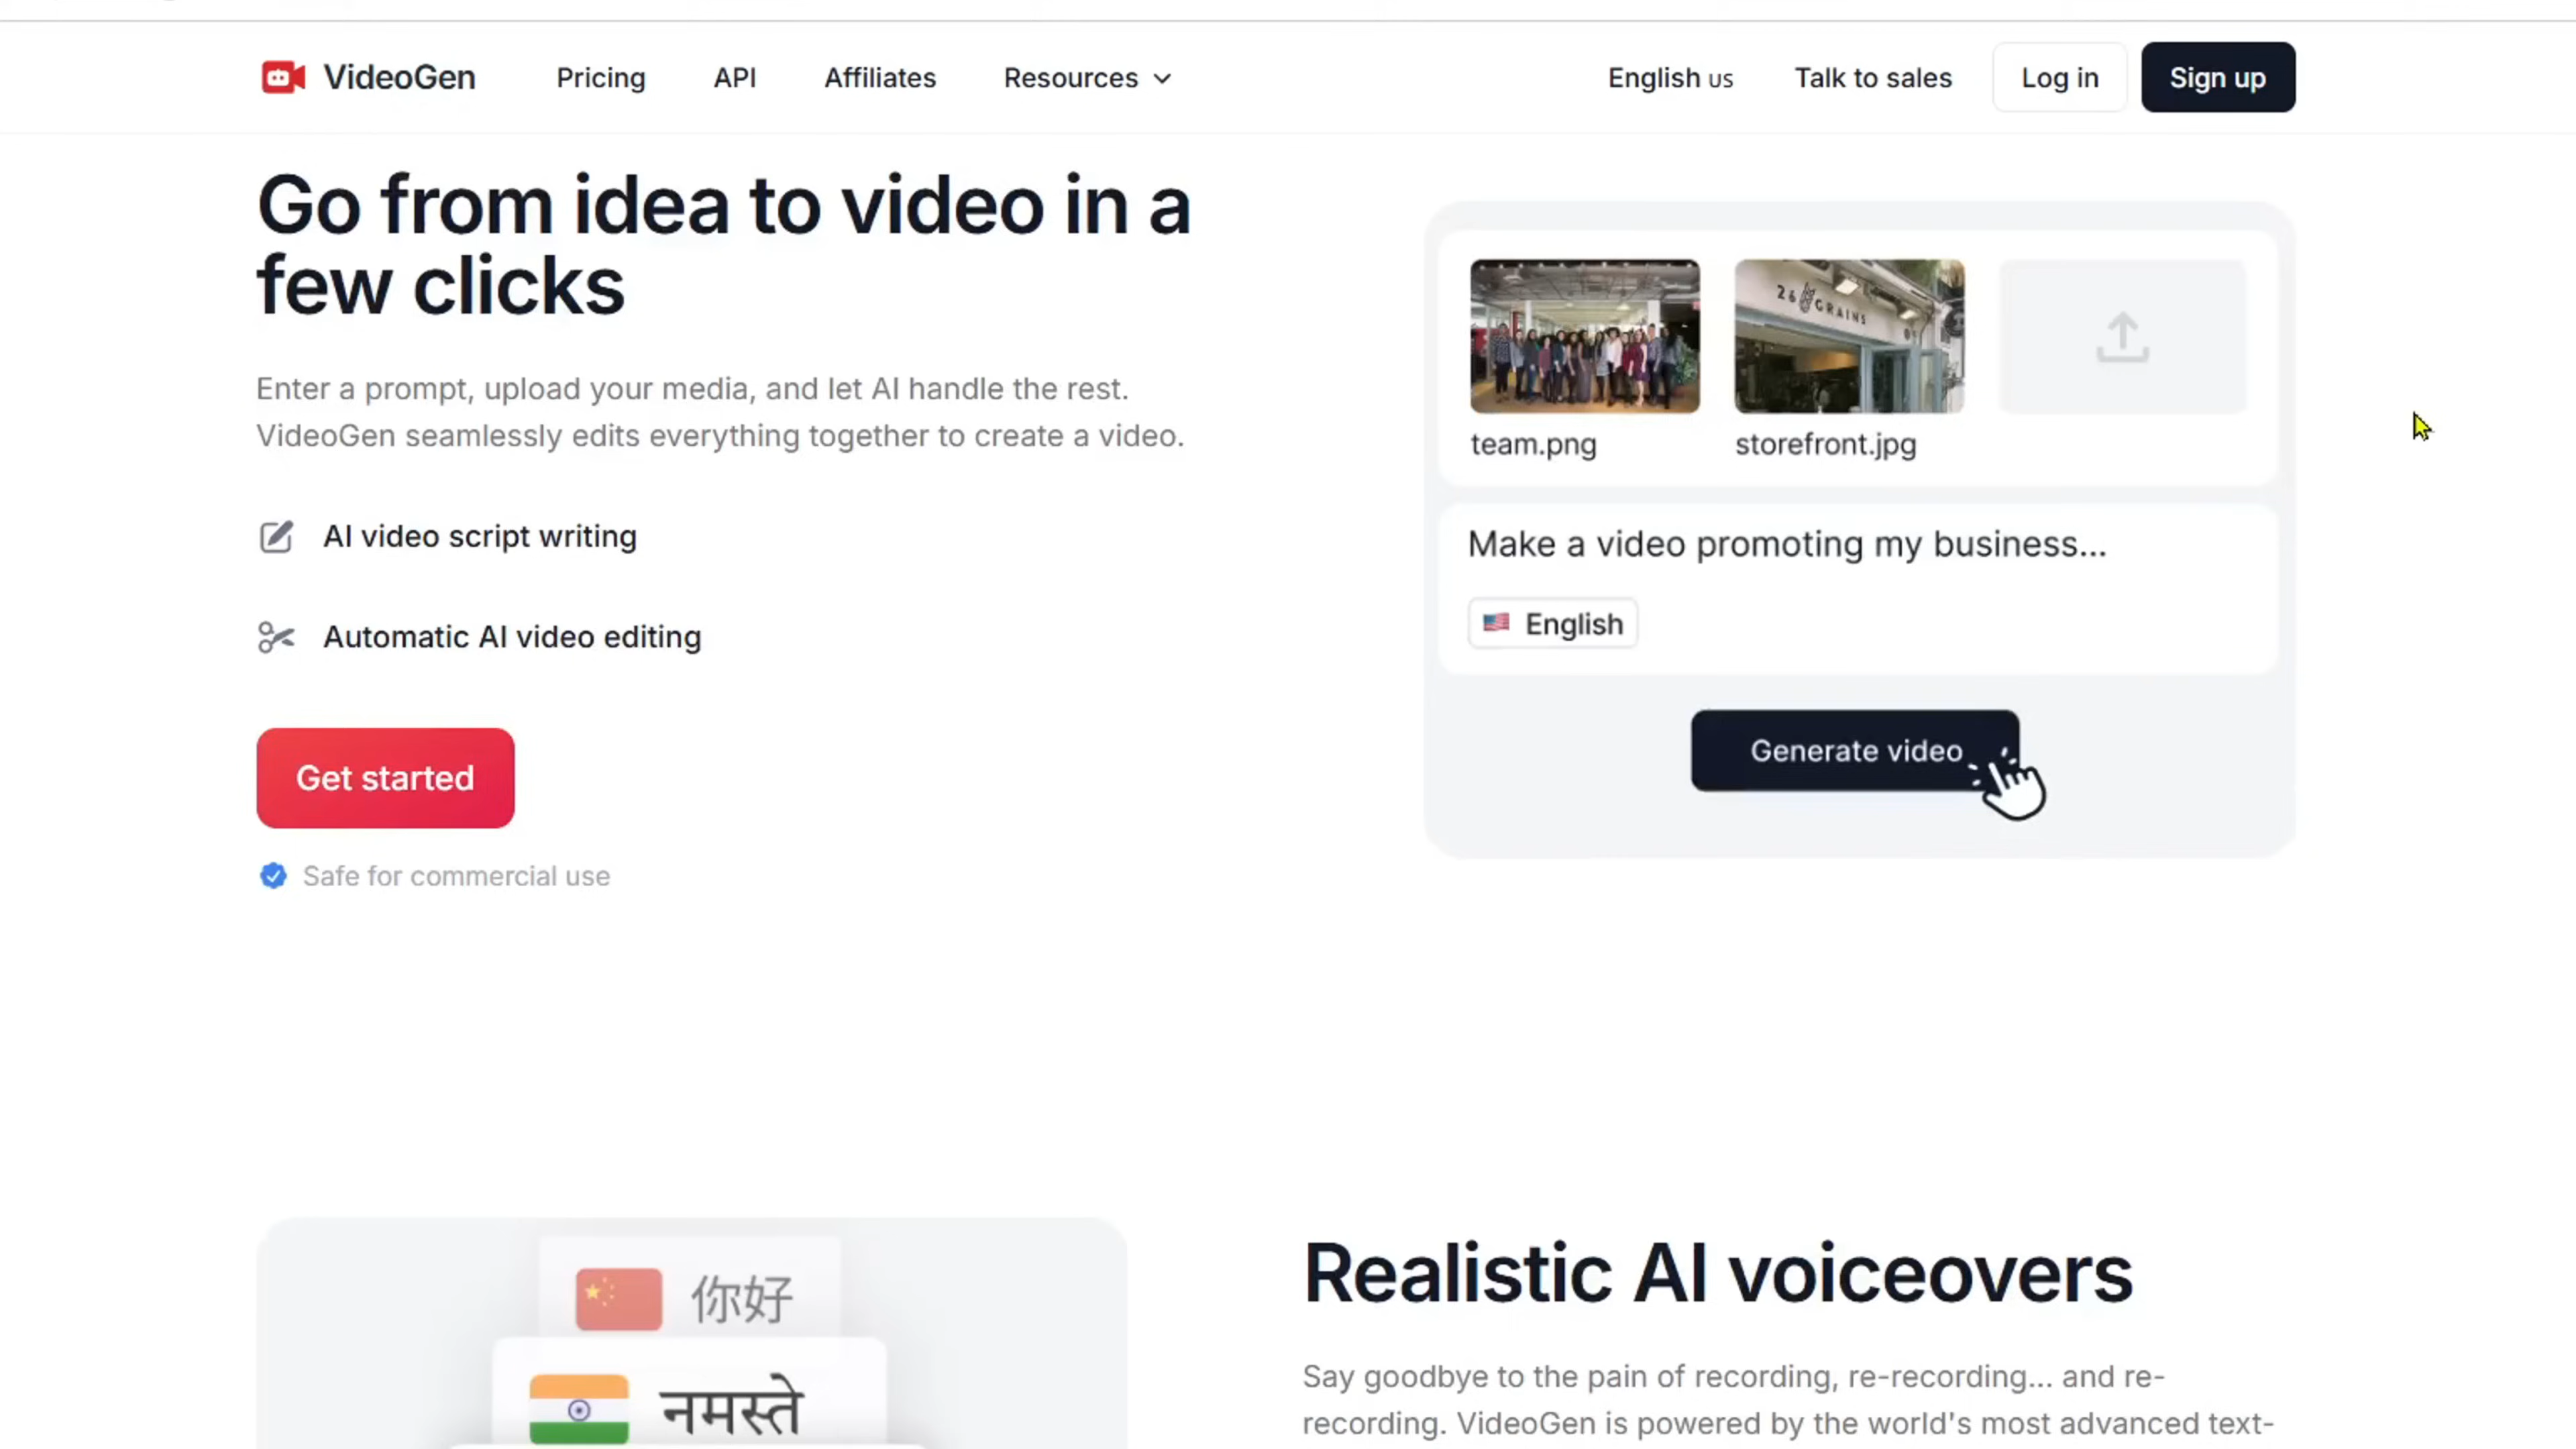 VideoGen
Pricing
API
Affiliates
Resources
English US
Talk to sales
Log in
Sign up
Go from idea to video in a
few clicks
Enter a prompt, upload your media, and let AI handle the rest.
VideoGen seamlessly edits everything together to create a video.
AI video script writing
Automatic AI video editing
Get started
Safe for commercial use
26 GRAINS
team.png
storefront.jpg
Make a video promoting my business...
English
Generate video
你好
नमस्ते
Realistic AI voiceovers
Say goodbye to the pain of recording, re-recording... and re-
recording. VideoGen is powered by the world's most advanced text-